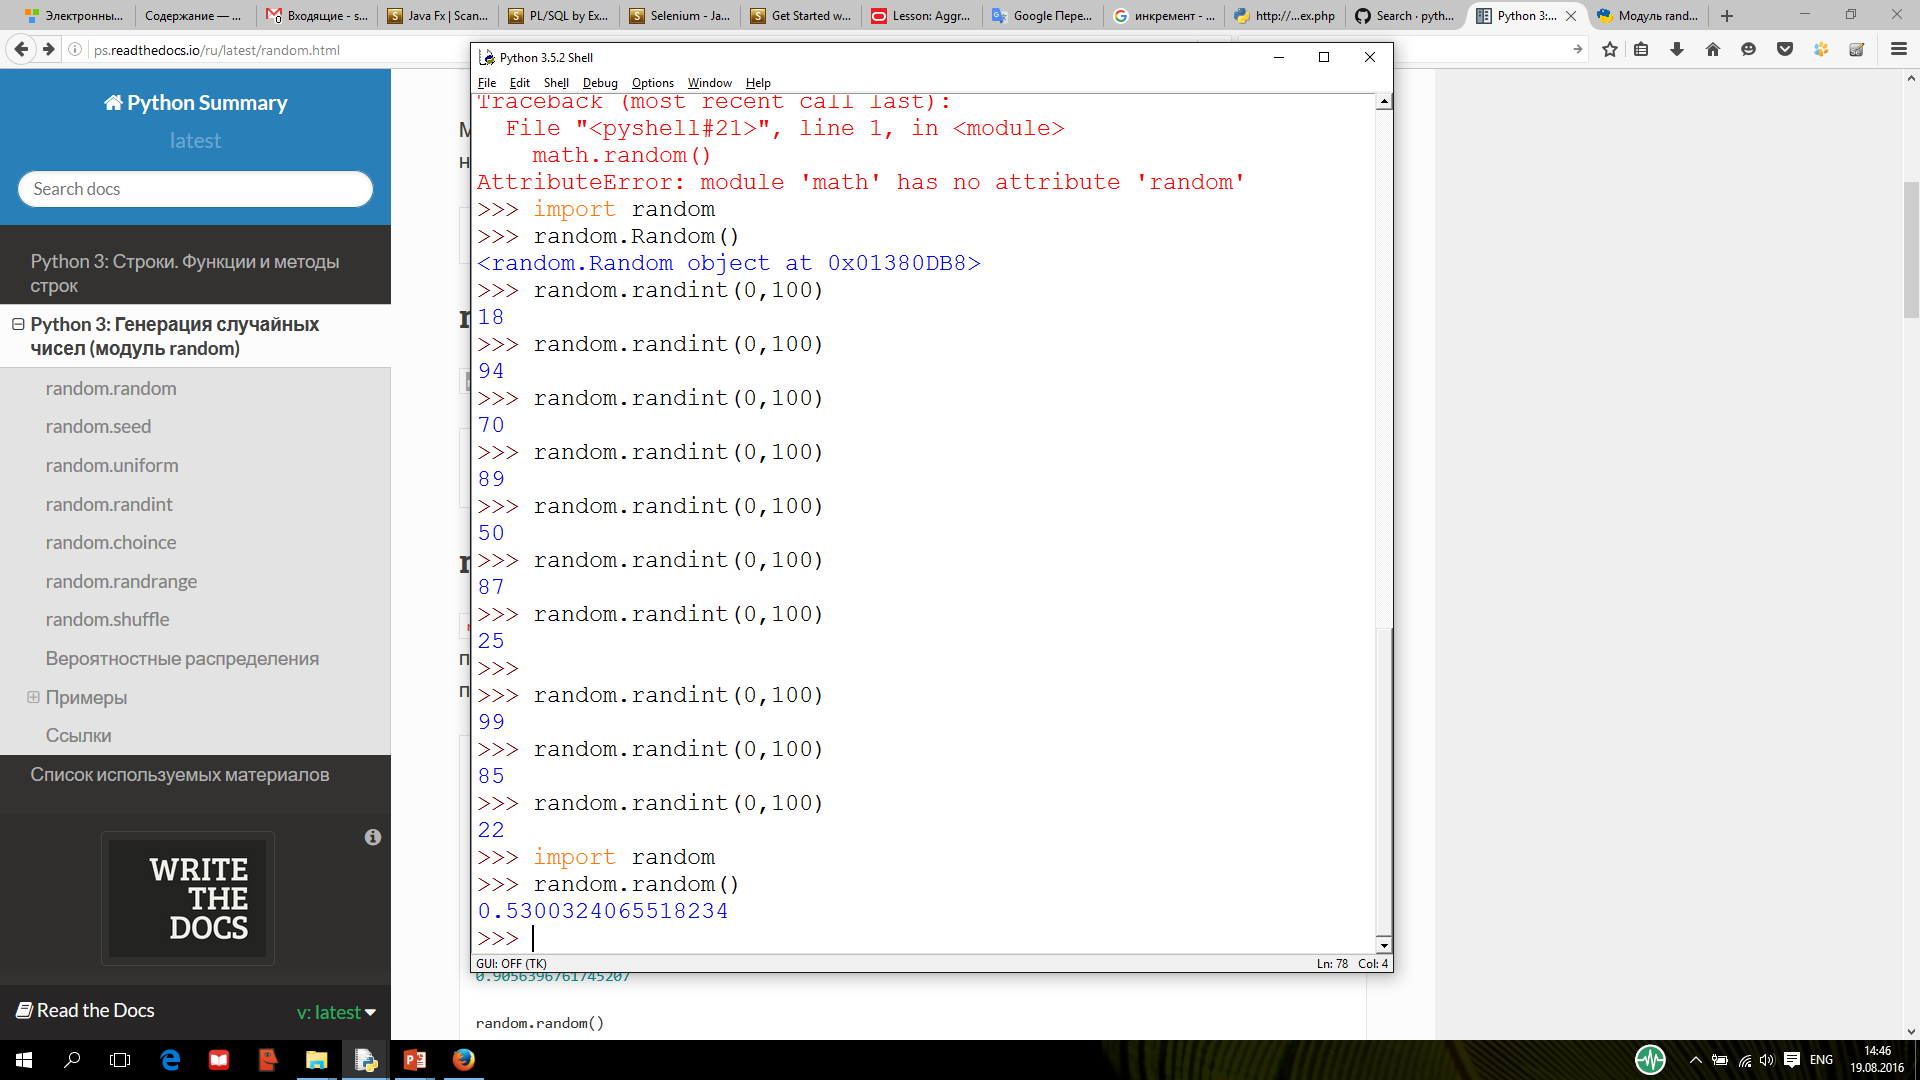 Электронны...
Содержание — ...
Входящие - s...
Java Fx | Scan...
PL/SQL by Ex...
Selenium - Ja...
Get Started w...
Lesson: Aggr...
Google Пере...
инкремент - ...
http://...ex.php
Search · pyth...
Python 3:...
Модуль rand...
ps.readthedocs.io/ru/latest/random.html
Python Summary
latest
Search docs
Python 3: Строки. Функции и методы
строк
Python 3: Генерация случайных
чисел (модуль random)
random.random
random.seed
random.uniform
random.randint
random.choince
random.randrange
random.shuffle
Вероятностные распределения
Примеры
Ссылки
Список используемых материалов
WRITE
THE
DOCS
Read the Docs
v: latest
Python 3.5.2 Shell
File Edit Shell Debug Options Window Help
Traceback (most recent call last):
File "<pyshell#21>", line 1, in <module>
math.random()
AttributeError: module 'math' has no attribute 'random'
>>> import random
>>> random.Random()
<random.Random object at 0x01380DB8>
>>> random.randint(0,100)
18
>>> random.randint(0,100)
94
>>> random.randint(0,100)
70
>>> random.randint(0,100)
89
>>> random.randint(0,100)
50
>>> random.randint(0,100)
87
>>> random.randint(0,100)
25
>>>
>>> random.randint(0,100)
99
>>> random.randint(0,100)
85
>>> random.randint(0,100)
22
>>> import random
>>> random.random()
0.5300324065518234
>>>
GUI: OFF (TK)
Ln: 78 Col: 4
0.9056396761745207
random.random()
ENG
14:46
19.08.2016